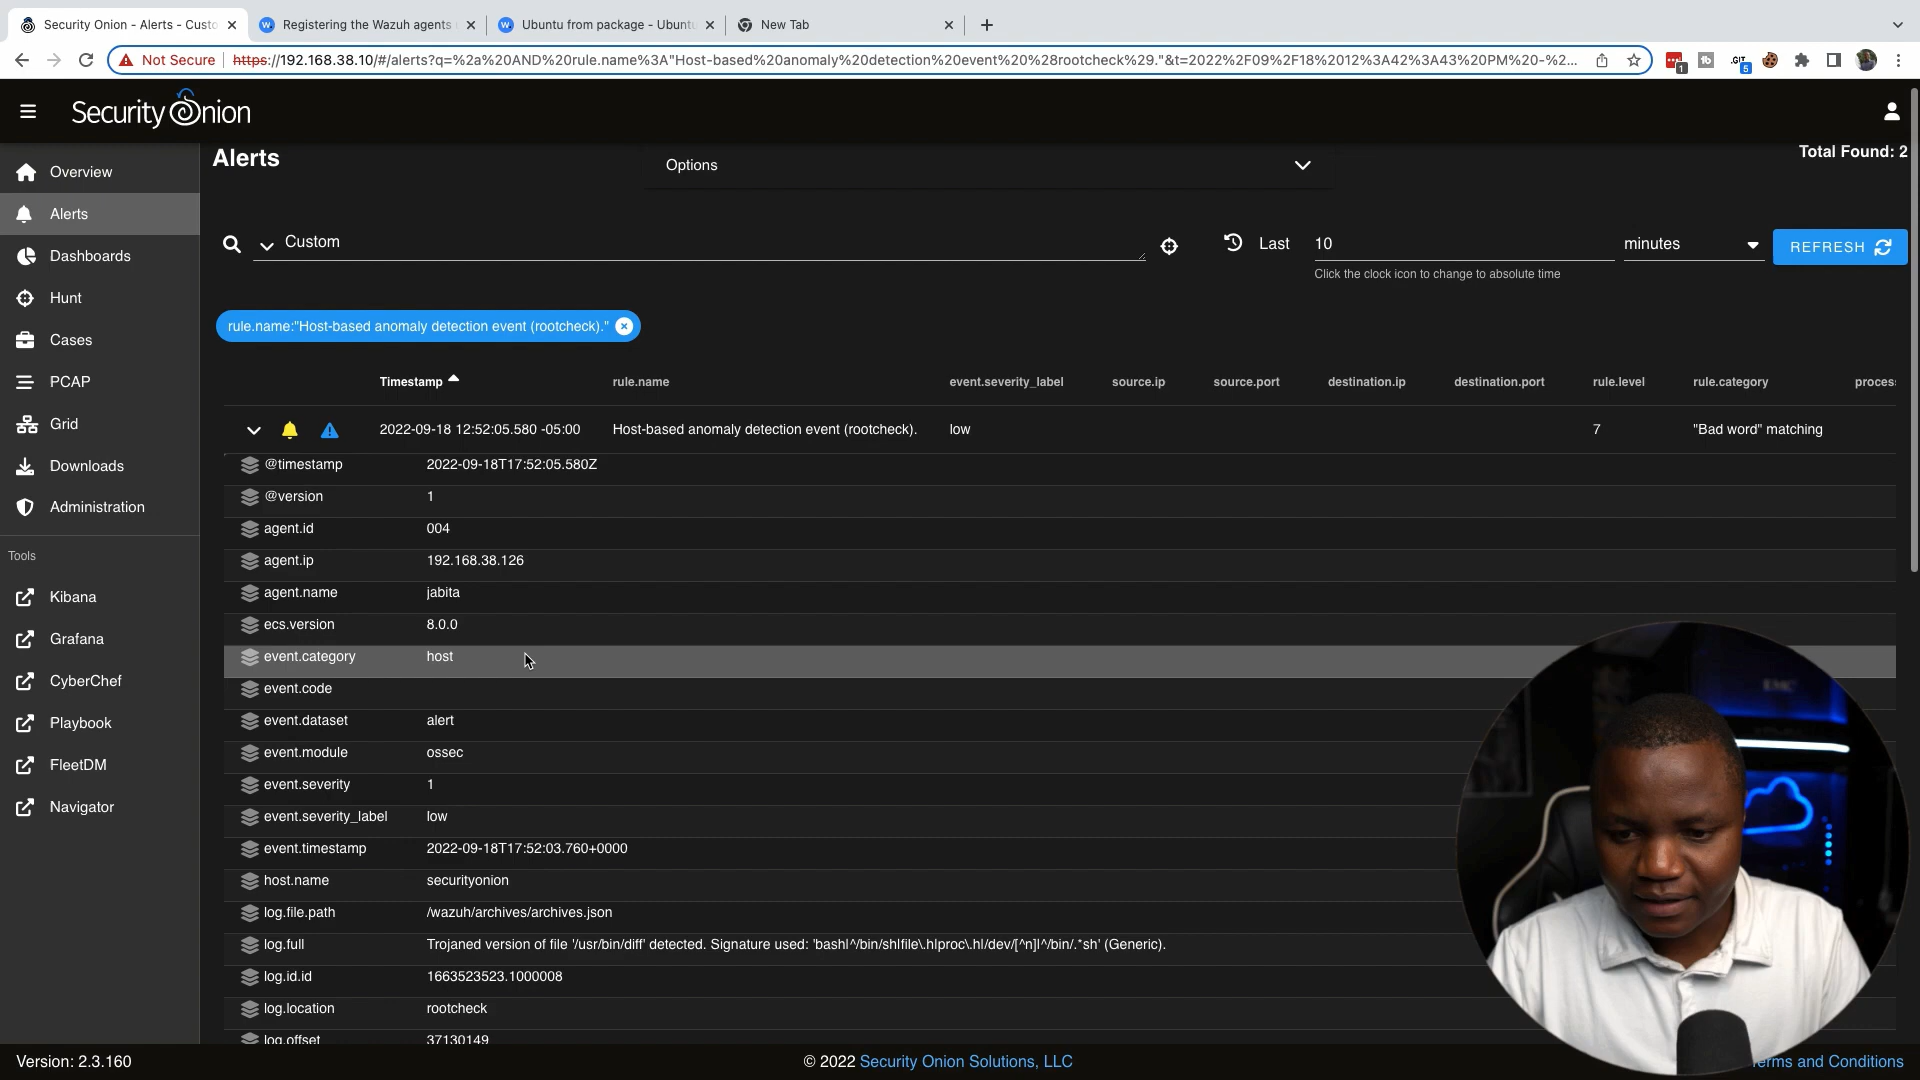 Security Onion - Alerts - Custo
Registering the Wazuh agents
Ubuntu from package - Ubunt
New Tab
Not Secure
https://192.168.38.10/#/alerts?q=%2a%20AND%20rule.name%3A"Host-based%20anomaly%20detection%20event%20%28rootcheck%29."&t=2022%2F09%2F18%2012%3A42%3A43%20PM%20-%2...
Security Onion
Alerts
Options
Total Found: 2
Overview
Alerts
Dashboards
Hunt
Cases
PCAP
Grid
Downloads
Administration
Tools
Kibana
Grafana
CyberChef
Playbook
FleetDM
Navigator
Custom
Last 10 minutes
REFRESH
Click the clock icon to change to absolute time
rule.name:"Host-based anomaly detection event (rootcheck)."
Timestamp rule.name event.severity_label source.ip source.port destination.ip destination.port rule.level rule.category proces
2022-09-18 12:52:05.580 -05:00 Host-based anomaly detection event (rootcheck). low 7 "Bad word" matching
@timestamp 2022-09-18T17:52:05.580Z
@version 1
agent.id 004
agent.ip 192.168.38.126
agent.name jabita
ecs.version 8.0.0
event.category host
event.code
event.dataset alert
event.module ossec
event.severity 1
event.severity_label low
event.timestamp 2022-09-18T17:52:03.760+0000
host.name securityonion
log.file.path /wazuh/archives/archives.json
log.full Trojaned version of file '/usr/bin/diff' detected. Signature used: 'bash|^/bin/sh|file\.h|proc\.h|/dev/[^n]|^/bin/.*sh' (Generic).
log.id.id 1663523523.1000008
log.location rootcheck
log.offset 37130149
Version: 2.3.160
© 2022 Security Onion Solutions, LLC
Terms and Conditions